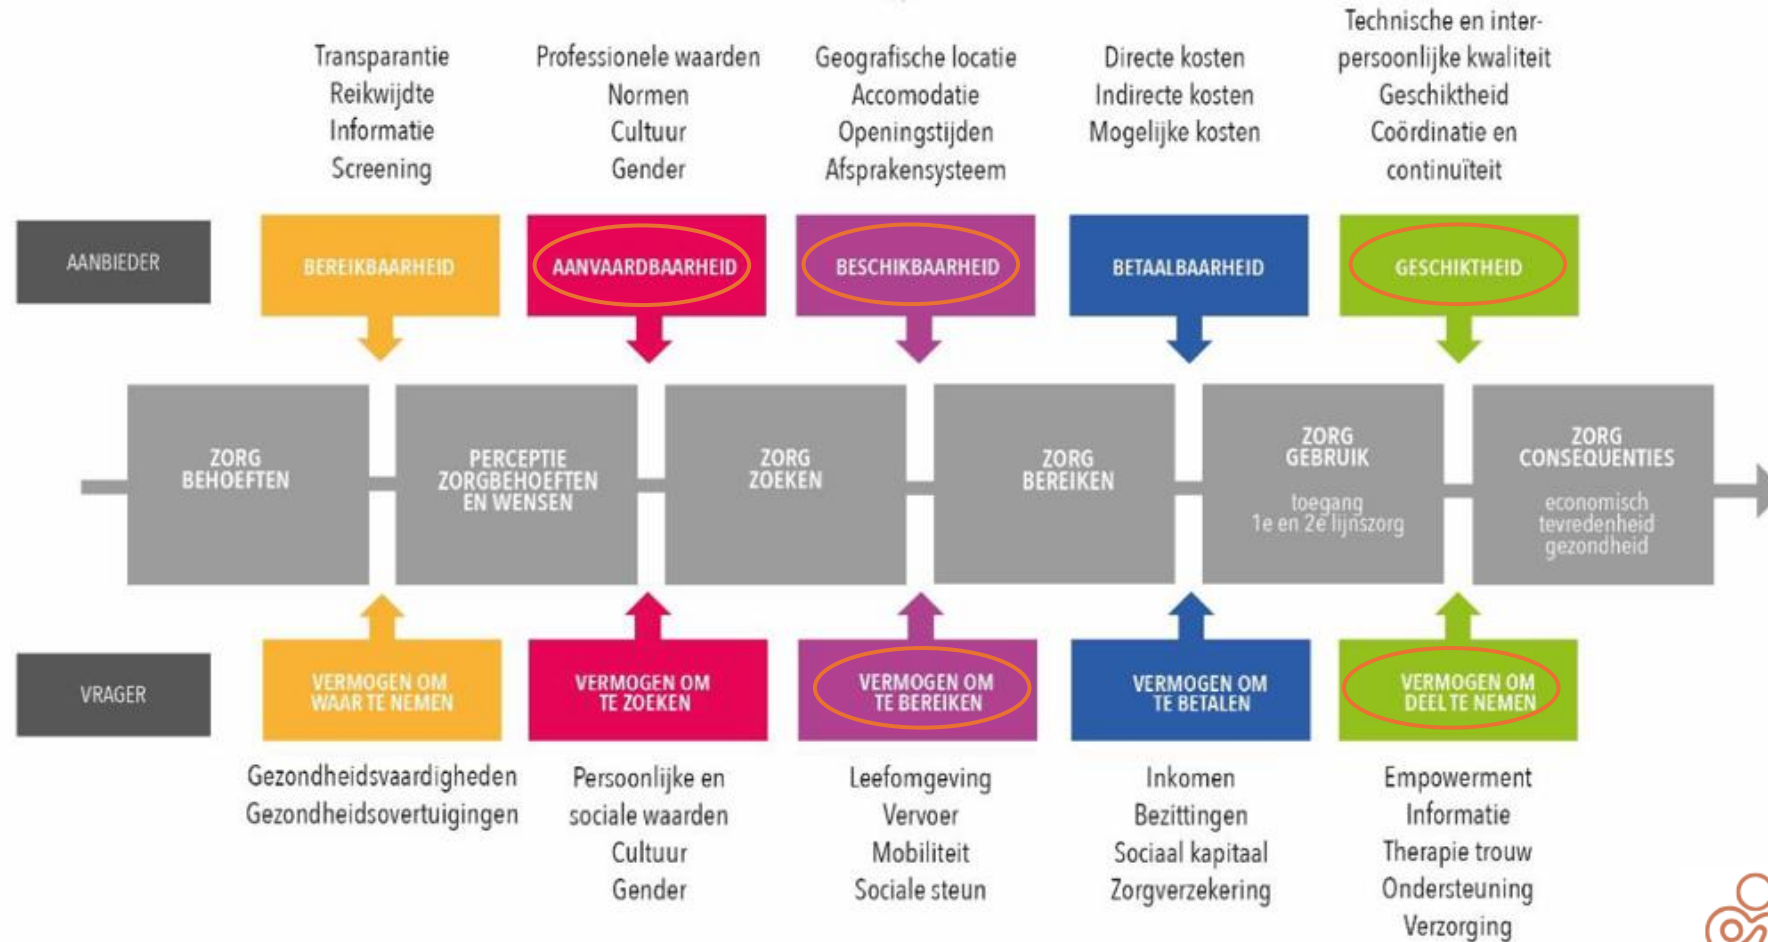 Transparantie
Reikwijdte
Informatie
Screening
Professionele waarden
Normen
Cultuur
Gender
Geografische locatie
Accomodatie
Openingstijden
Afsprakensysteem
Directe kosten
Indirecte kosten
Mogelijke kosten
Technische en inter-
persoonlijke kwaliteit
Geschiktheid
Coördinatie en
continuïteit
AANBIEDER
BEREIKBAARHEID
AANVAARDBAARHEID
BESCHIKBAARHEID
BETAALBAARHEID
GESCHIKTHEID
ZORG
BEHOEFTEN
PERCEPTIE
ZORGBEHOEFTEN
EN WENSEN
ZORG
ZOEKEN
ZORG
BEREIKEN
ZORG
GEBRUIK
toegang
1e en 2e lijnszorg
ZORG
CONSEQUENTIES
economisch
tevredenheid
gezondheid
VRAGER
VERMOGEN OM
WAAR TE NEMEN
VERMOGEN OM
TE ZOEKEN
VERMOGEN OM
TE BEREIKEN
VERMOGEN OM
TE BETALEN
VERMOGEN OM
DEEL TE NEMEN
Gezondheidsvaardigheden
Gezondheidsovertuigingen
Persoonlijke en
sociale waarden
Cultuur
Gender
Leefomgeving
Vervoer
Mobiliteit
Sociale steun
Inkomen
Bezittingen
Sociaal kapitaal
Zorgverzekering
Empowerment
Informatie
Therapie trouw
Ondersteuning
Verzorging